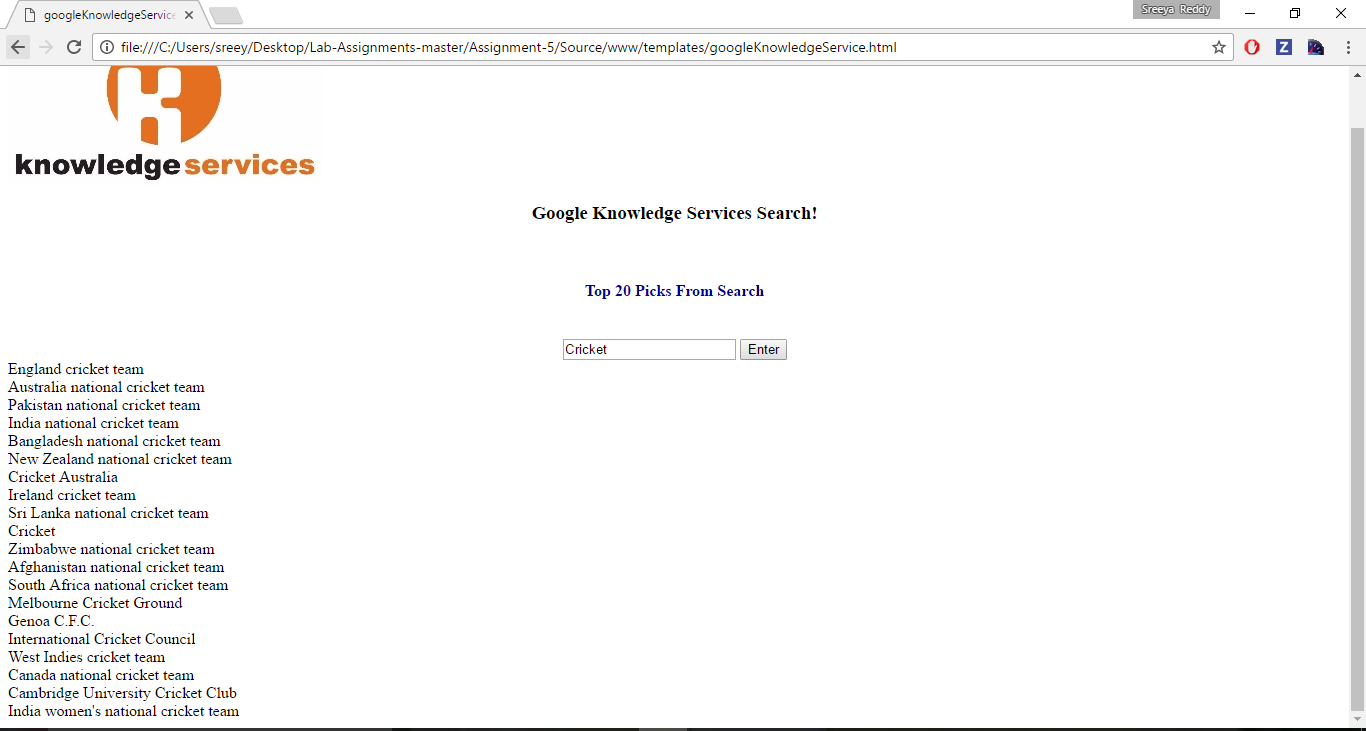 googleKnowledgeService
Sreeya Reddy
file:///C:/Users/sreey/Desktop/Lab-Assignments-master/Assignment-5/Source/www/templates/googleKnowledgeService.html
Z
knowledge services
Google Knowledge Services Search!
Top 20 Picks From Search
Cricket Enter
England cricket team
Australia national cricket team
Pakistan national cricket team
India national cricket team
Bangladesh national cricket team
New Zealand national cricket team
Cricket Australia
Ireland cricket team
Sri Lanka national cricket team
Cricket
Zimbabwe national cricket team
Afghanistan national cricket team
South Africa national cricket team
Melbourne Cricket Ground
Genoa C.F.C.
International Cricket Council
West Indies cricket team
Canada national cricket team
Cambridge University Cricket Club
India women's national cricket team